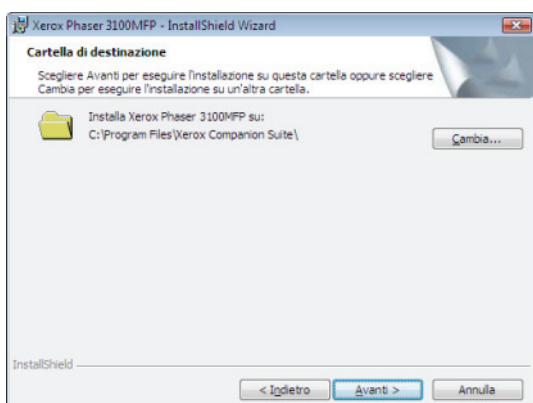 Xerox Phaser 3100MFP - InstallShield Wizard
Cartella di destinazione
Scegliere Avanti per eseguire l'installazione su questa cartella oppure scegliere
Cambia per eseguire l'installazione su un'altra cartella.
Installa Xerox Phaser 3100MFP su:
C:\Program Files\Xerox Companion Suite\
Cambia...
InstallShield
< Indietro
Avanti >
Annulla